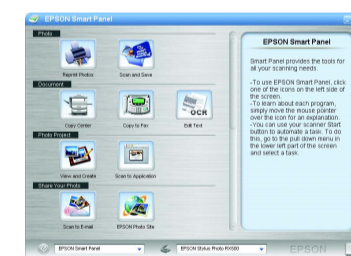 EPSON Smart Panel
Photo
Reprint Photos
Scan and Save
Document
Copy Center
Copy to Fax
OCR
Edit Text
Photo Project
View and Create
Scan to Application
Share Your Photo
Scan to E-mail
EPSON Photo Site
EPSON Smart Panel
Smart Panel provides the tools for
all your scanning needs.
-To use EPSON Smart Panel, click
one of the icons on the left side of
the screen.
-To learn about each program,
simply move the mouse pointer
over the icon for an explanation.
-You can use your scanner Start
button to automate a task. To do
this, go to the pull down menu in
the lower left part of the screen
and select a task.
EPSON Smart Panel
EPSON Stylus Photo RX500
EPSON